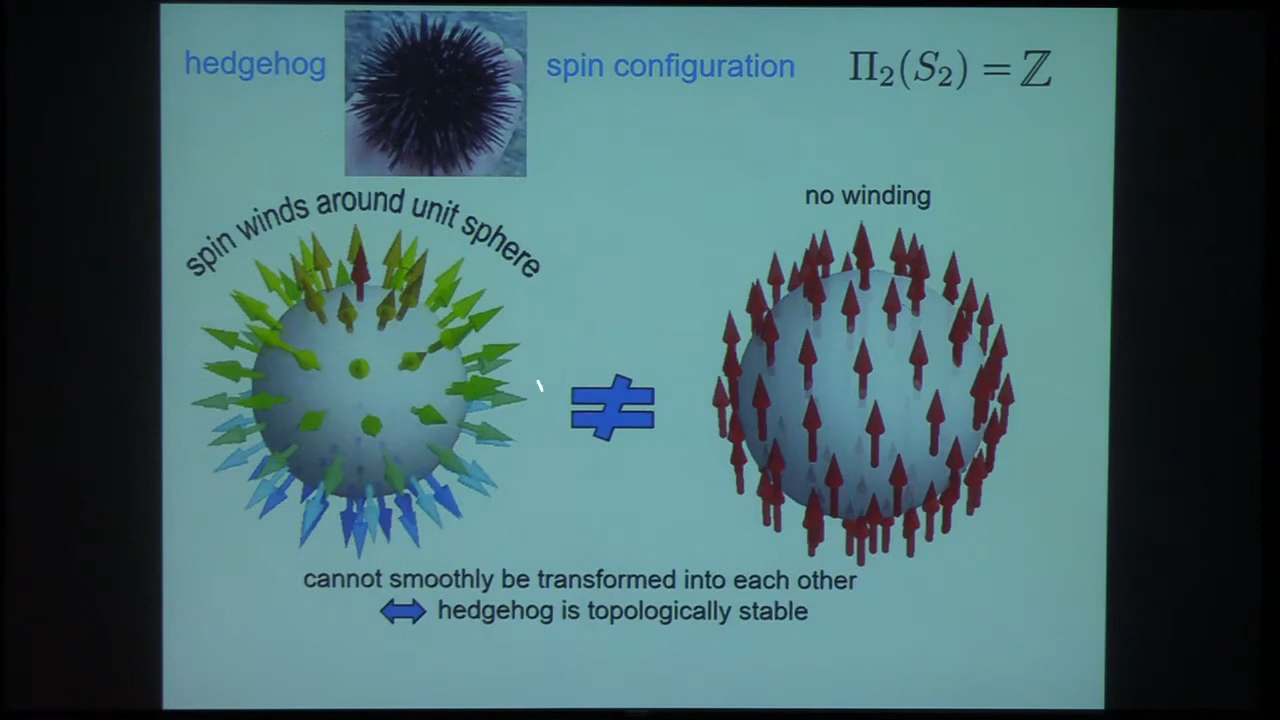 hedgehog
spin configuration
Π₂(S₂) = ℤ
spin winds around unit sphere
no winding
cannot smoothly be transformed into each other
hedgehog is topologically stable